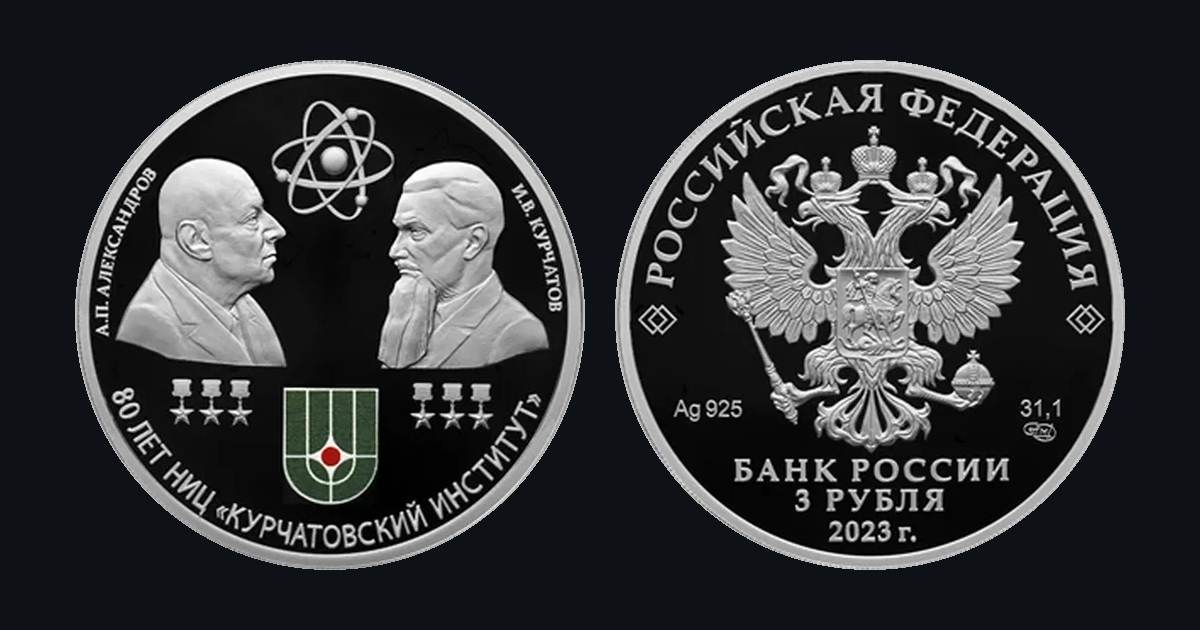 А.П. АЛЕКСАНДРОВ
И.В. КУРЧАТОВ
80 ЛЕТ НИЦ «КУРЧАТОВСКИЙ ИНСТИТУТ»
РОССИЙСКАЯ ФЕДЕРАЦИЯ
Ag 925
31,1
БАНК РОССИИ
3 РУБЛЯ
2023 г.